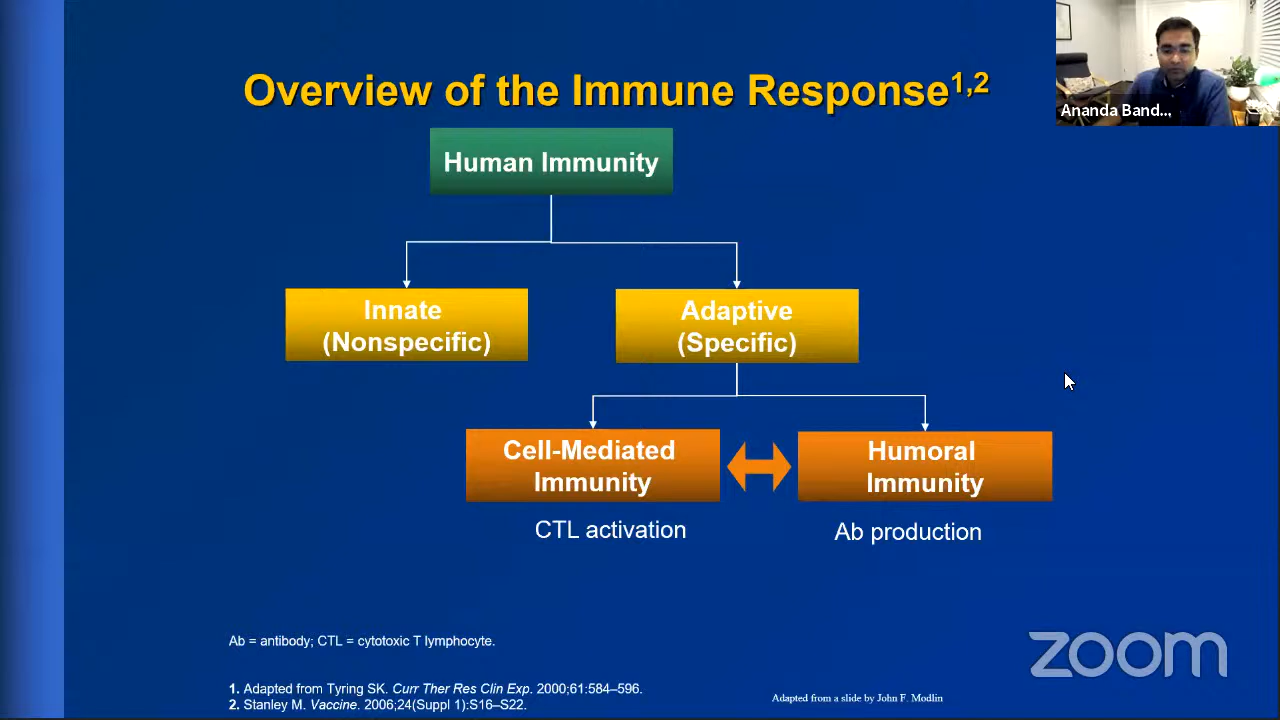 Overview of the Immune Response1,2
Ananda Band...
Human Immunity
Innate
(Nonspecific)
Adaptive
(Specific)
Cell-Mediated
Immunity
Humoral
Immunity
CTL activation
Ab production
Ab = antibody; CTL = cytotoxic T lymphocyte.
zoom
1. Adapted from Tyring SK. Curr Ther Res Clin Exp. 2000;61:584–596.
2. Stanley M. Vaccine. 2006;24(Suppl 1):S16–S22.
Adapted from a slide by John F. Modlin